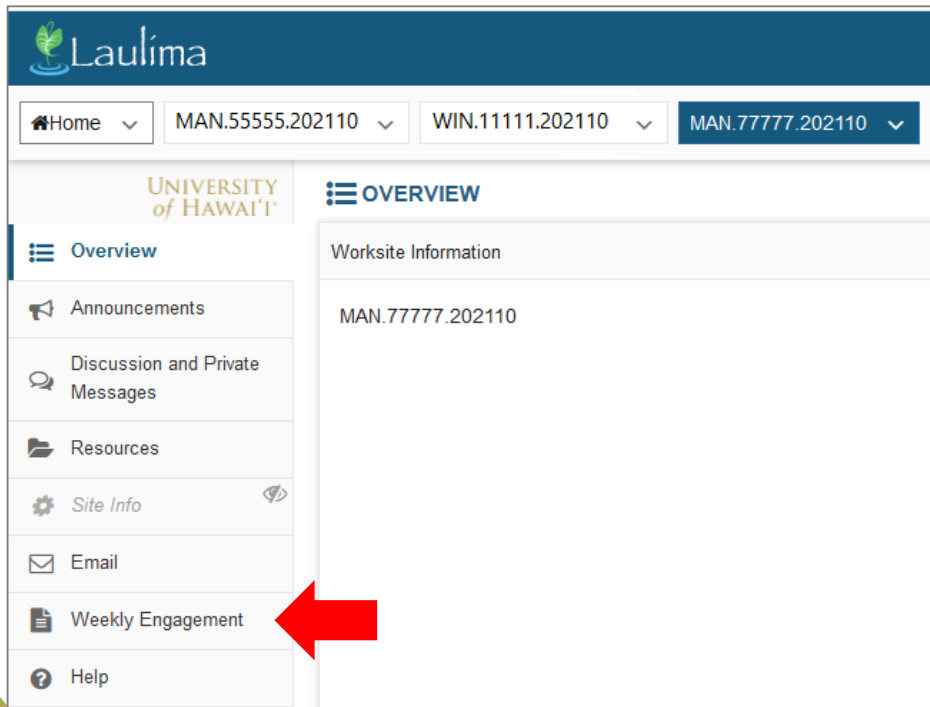 Laulima
Home
MAN.55555.202110
WIN.11111.202110
MAN.77777.202110
UNIVERSITY
of HAWAI‘I®
OVERVIEW
Overview
Worksite Information
Announcements
MAN.77777.202110
Discussion and Private
Messages
Resources
Site Info
Email
Weekly Engagement
Help